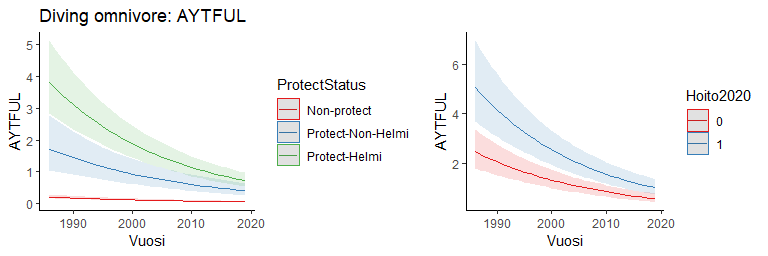 Diving omnivore: AYTFUL
AYTFUL
5
4
3
2
1
0
1990
2000
2010
2020
Vuosi
ProtectStatus
Non-protect
Protect-Non-Helmi
Protect-Helmi
AYTFUL
6
4
2
1990
2000
2010
2020
Vuosi
Hoito2020
0
1